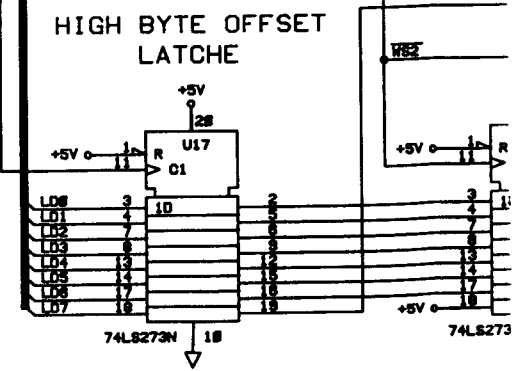 HIGH BYTE OFFSET
LATCHE
WS2
+5V
20
U17
+5V 1 R
11 C1
+5V 1 R
11
LD0 3 1D 2
LD1 4 5
LD2 7 6
LD3 8 9
LD4 13 12
LD5 14 15
LD6 17 16
LD7 18 19
3 1
4
7
8
13
14
17
+5V 18
74LS273N 10
74LS273